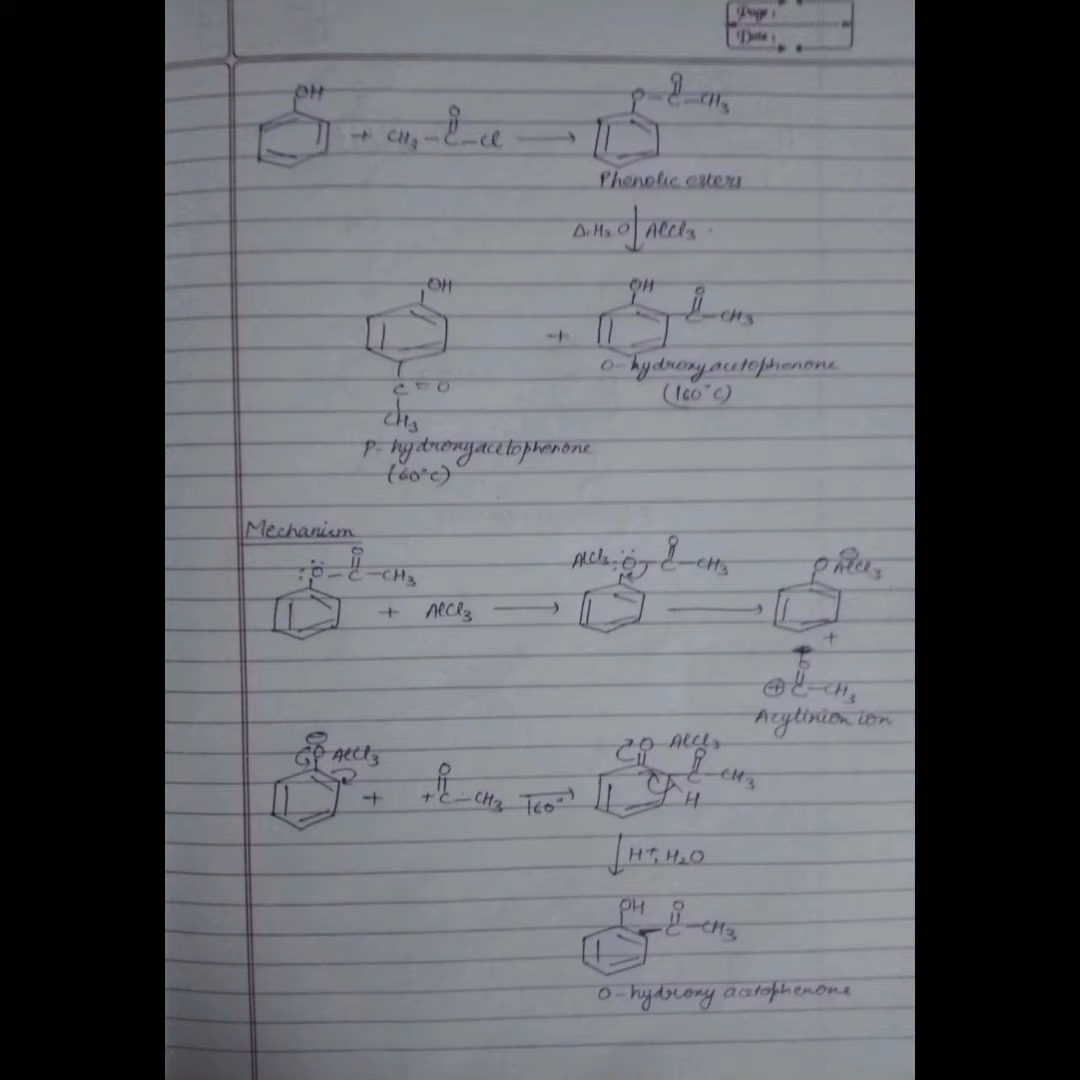 Page :
Date :
OH
O
O – C – CH3
+ CH3 – C – Cl ⟶
O
Phenolic esters
Δ, H2O AlCl3
OH
OH O
C – CH3
+
C = O
CH3
O-hydroxyacetophenone
(160°C)
P- hydroxyacetophenone
(60°C)
Mechanism
O
:O – C – CH3 + AlCl3 ⟶
O
AlCl3 :O – C – CH3 ⟶
O AlCl3
⊖
+
O
⊕ C – CH3
Acylinion ion
⊖
O AlCl3
O
+ +C – CH3 160° ⟶
O AlCl3
O
C – CH3
H
H+, H2O
OH O
C – CH3
O-hydroxy acetophenone